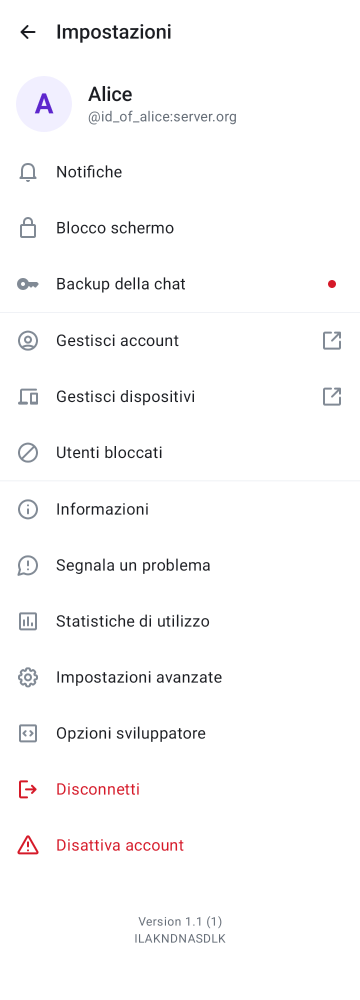 Impostazioni
A
Alice
@id_of_alice:server.org
Notifiche
Blocco schermo
Backup della chat
Gestisci account
Gestisci dispositivi
Utenti bloccati
Informazioni
Segnala un problema
Statistiche di utilizzo
Impostazioni avanzate
Opzioni sviluppatore
Disconnetti
Disattiva account
Version 1.1 (1)
ILAKNDNASDLK